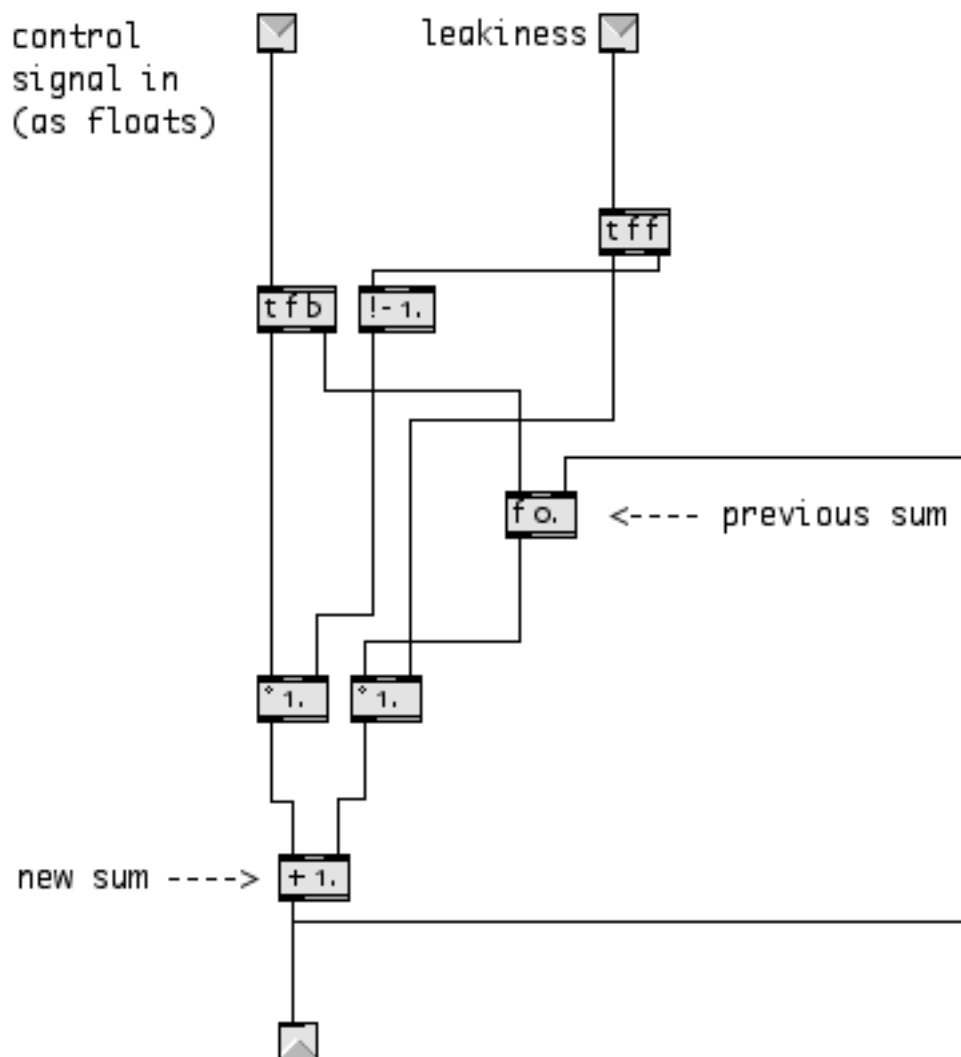 control
signal in
(as floats)
leakiness
t f f
t f b
!- 1.
f 0.
<---- previous sum
* 1.
* 1.
new sum ---->
+ 1.